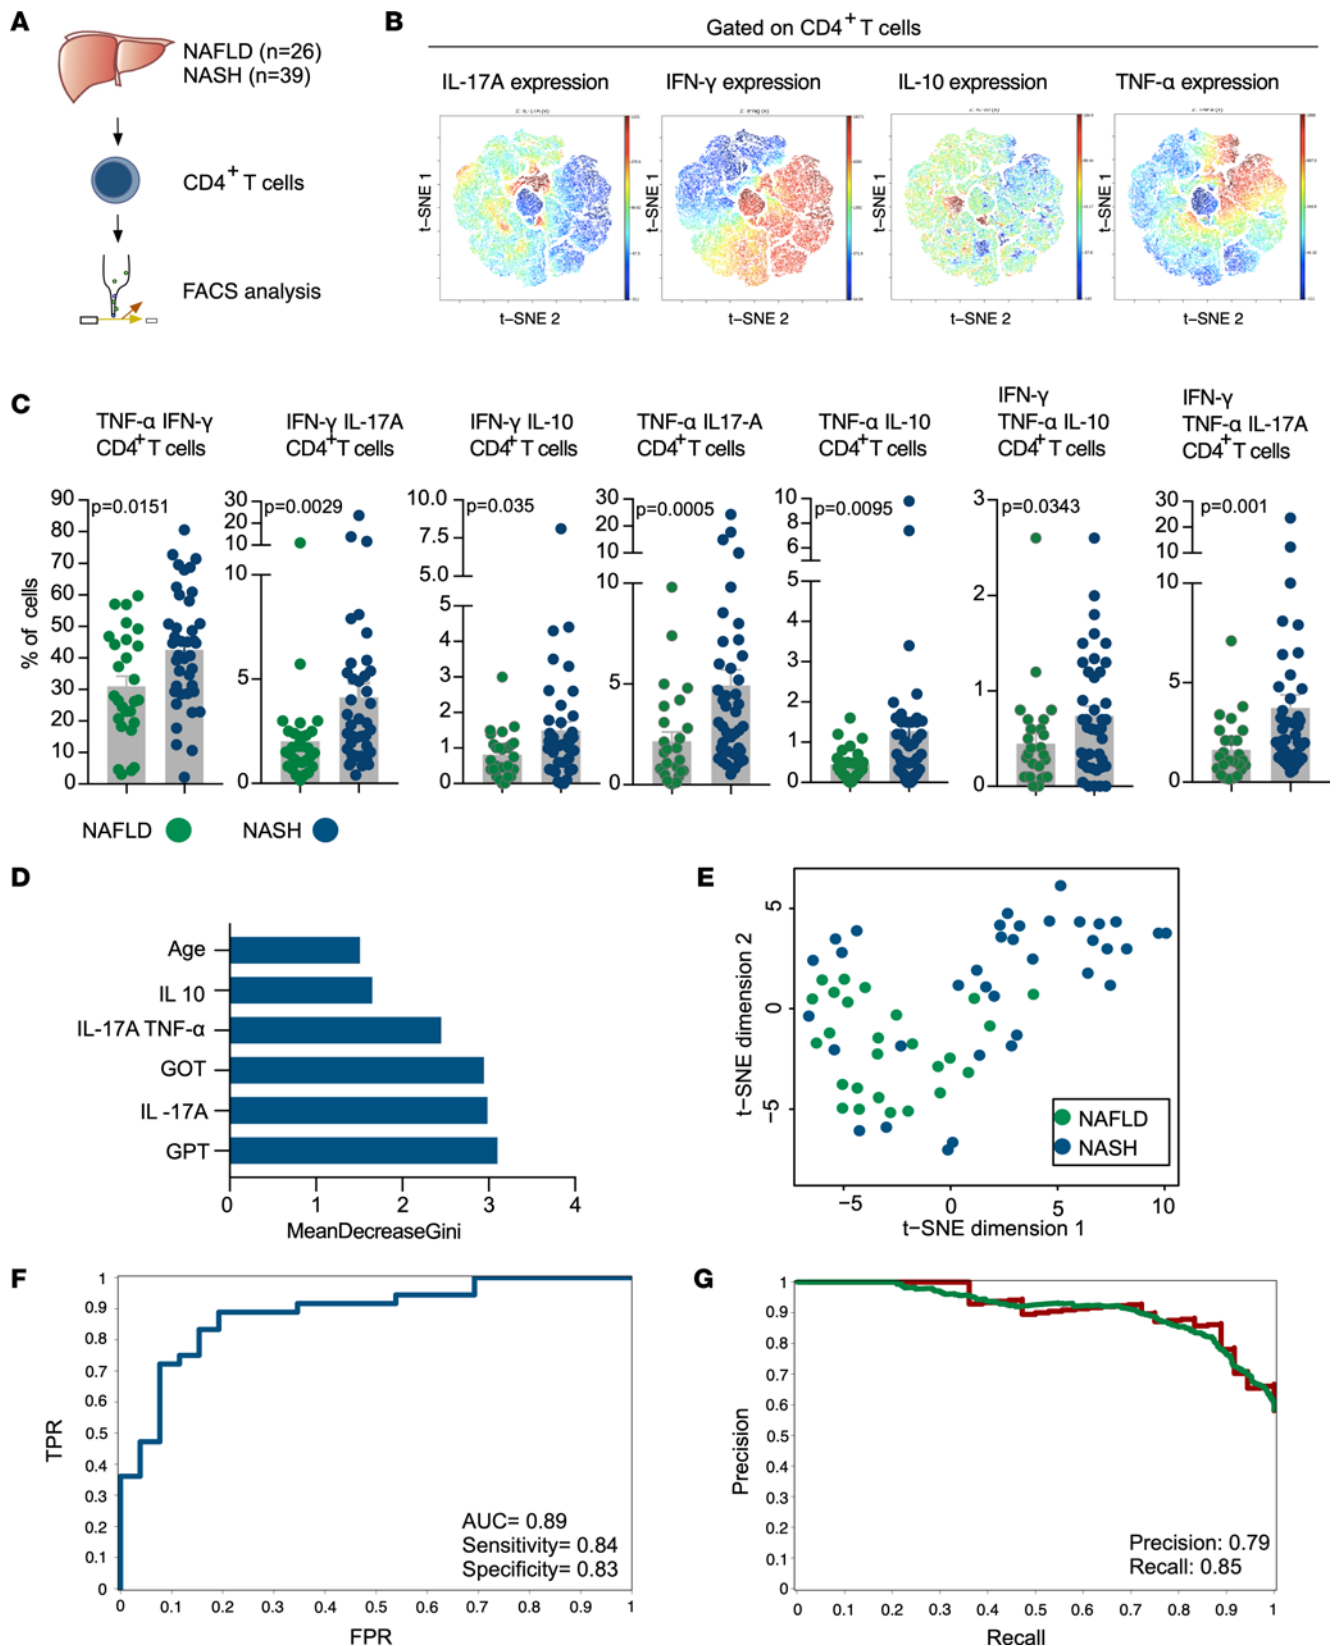 A
NAFLD (n=26)
NASH (n=39)
CD4+ T cells
FACS analysis
B
Gated on CD4+ T cells
IL-17A expression
IFN-γ expression
IL-10 expression
TNF-α expression
t-SNE 1
t-SNE 1
t-SNE 1
t-SNE 1
t-SNE 2
t-SNE 2
t-SNE 2
t-SNE 2
C
TNF-α IFN-γ
CD4+ T cells
IFN-γ IL-17A
CD4+ T cells
IFN-γ IL-10
CD4+ T cells
TNF-α IL17-A
CD4+ T cells
TNF-α IL-10
CD4+ T cells
IFN-γ
TNF-α IL-10
CD4+ T cells
IFN-γ
TNF-α IL-17A
CD4+ T cells
% of cells
90
80
70
60
50
40
30
20
10
0
p=0.0151
30
20
10
10
5
0
p=0.0029
10.0
7.5
5.0
5
4
3
2
1
0
p=0.035
30
20
10
10
5
0
p=0.0005
10
8
6
5
4
3
2
1
0
p=0.0095
3
2
1
0
p=0.0343
30
20
10
10
5
0
p=0.001
NAFLD
NASH
D
Age
IL 10
IL-17A TNF-α
GOT
IL -17A
GPT
0 1 2 3 4
MeanDecreaseGini
E
t-SNE dimension 2
5
0
-5
NAFLD
NASH
-5 0 5 10
t-SNE dimension 1
F
TPR
1
0.9
0.8
0.7
0.6
0.5
0.4
0.3
0.2
0.1
0
AUC= 0.89
Sensitivity= 0.84
Specificity= 0.83
0 0.1 0.2 0.3 0.4 0.5 0.6 0.7 0.8 0.9 1
FPR
G
Precision
1
0.9
0.8
0.7
0.6
0.5
0.4
0.3
0.2
0.1
0
Precision: 0.79
Recall: 0.85
0 0.1 0.2 0.3 0.4 0.5 0.6 0.7 0.8 0.9 1
Recall